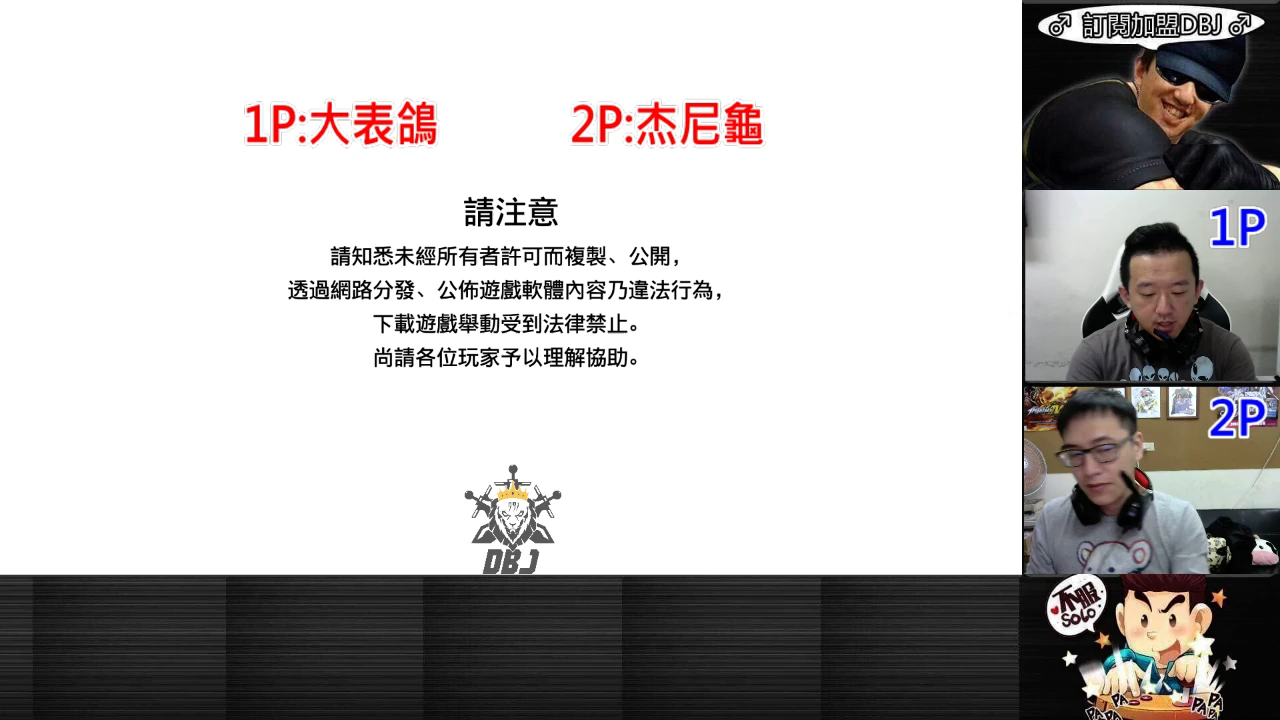 1P:大表鴿
2P:杰尼龜
請注意
請知悉未經所有者許可而複製、公開，
透過網路分發、公佈遊戲軟體內容乃違法行為，
下載遊戲舉動受到法律禁止。
尚請各位玩家予以理解協助。
DBJ
♂ 訂閱加盟DBJ ♂
1P
2P
不服
SOLO